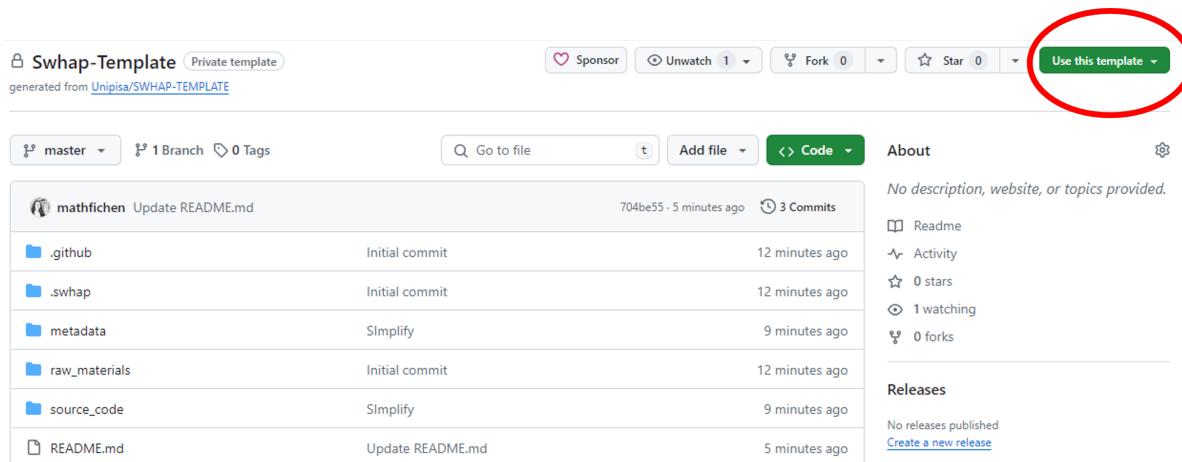 Swhap-Template Private template Sponsor Unwatch 1 Fork 0 Star 0 Use this template
generated from Unipisa/SWHAP-TEMPLATE
master 1 Branch 0 Tags Go to file t Add file Code About
No description, website, or topics provided.
mathfichen Update README.md 704be55 · 5 minutes ago 3 Commits
Readme
.github Initial commit 12 minutes ago
Activity
.swhap Initial commit 12 minutes ago
0 stars
1 watching
metadata SImplify 9 minutes ago
0 forks
raw_materials Initial commit 12 minutes ago
Releases
source_code SImplify 9 minutes ago
No releases published
README.md Update README.md 5 minutes ago
Create a new release